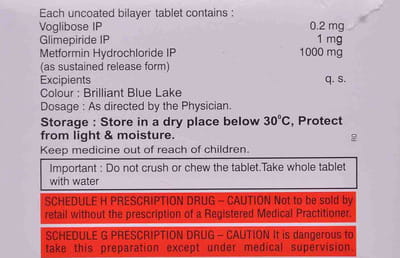 Each uncoated bilayer tablet contains :
Voglibose IP 0.2 mg
Glimepiride IP 1 mg
Metformin Hydrochloride IP 1000 mg
(as sustained release form)
Excipients q. s.
Colour : Brilliant Blue Lake
Dosage : As directed by the Physician.
Storage : Store in a dry place below 30°C, Protect
from light & moisture.
Keep medicine out of reach of children.
RD
Important : Do not crush or chew the tablet.Take whole tablet
with water
SCHEDULE H PRESCRIPTION DRUG – CAUTION Not to be sold by
retail without the prescription of a Registered Medical Practitioner.
SCHEDULE G PRESCRIPTION DRUG – CAUTION It is dangerous to
take this preparation except under medical supervision.